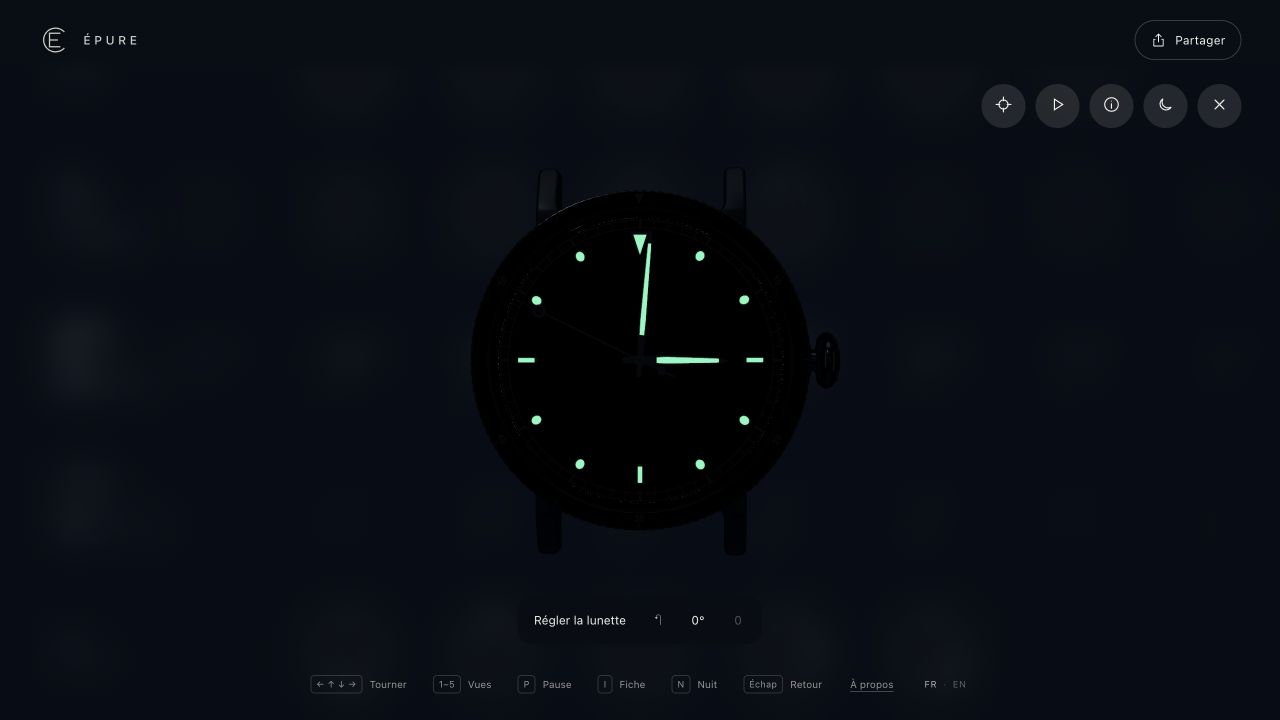 ÉPURE
Partager
Régler la lunette 0° 0
← ↑ ↓ → Tourner 1–5 Vues P Pause I Fiche N Nuit Échap Retour À propos FR · EN